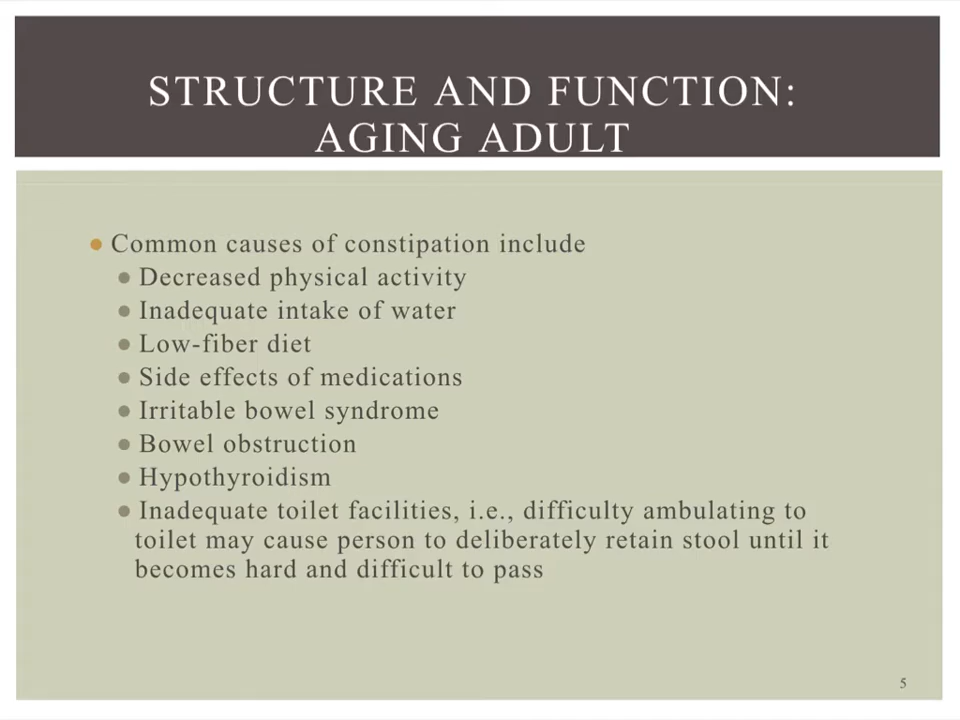 STRUCTURE AND FUNCTION:
AGING ADULT
● Common causes of constipation include
● Decreased physical activity
● Inadequate intake of water
● Low-fiber diet
● Side effects of medications
● Irritable bowel syndrome
● Bowel obstruction
● Hypothyroidism
● Inadequate toilet facilities, i.e., difficulty ambulating to
toilet may cause person to deliberately retain stool until it
becomes hard and difficult to pass
5